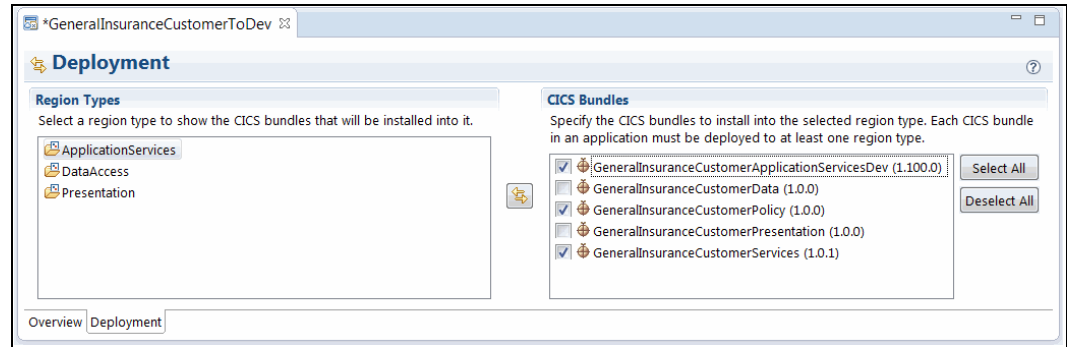 *GeneralInsuranceCustomerToDev
Deployment
Region Types
Select a region type to show the CICS bundles that will be installed into it.
ApplicationServices
DataAccess
Presentation
CICS Bundles
Specify the CICS bundles to install into the selected region type. Each CICS bundle
in an application must be deployed to at least one region type.
GeneralInsuranceCustomerApplicationServicesDev (1.100.0)
GeneralInsuranceCustomerData (1.0.0)
GeneralInsuranceCustomerPolicy (1.0.0)
GeneralInsuranceCustomerPresentation (1.0.0)
GeneralInsuranceCustomerServices (1.0.1)
Select All
Deselect All
Overview Deployment